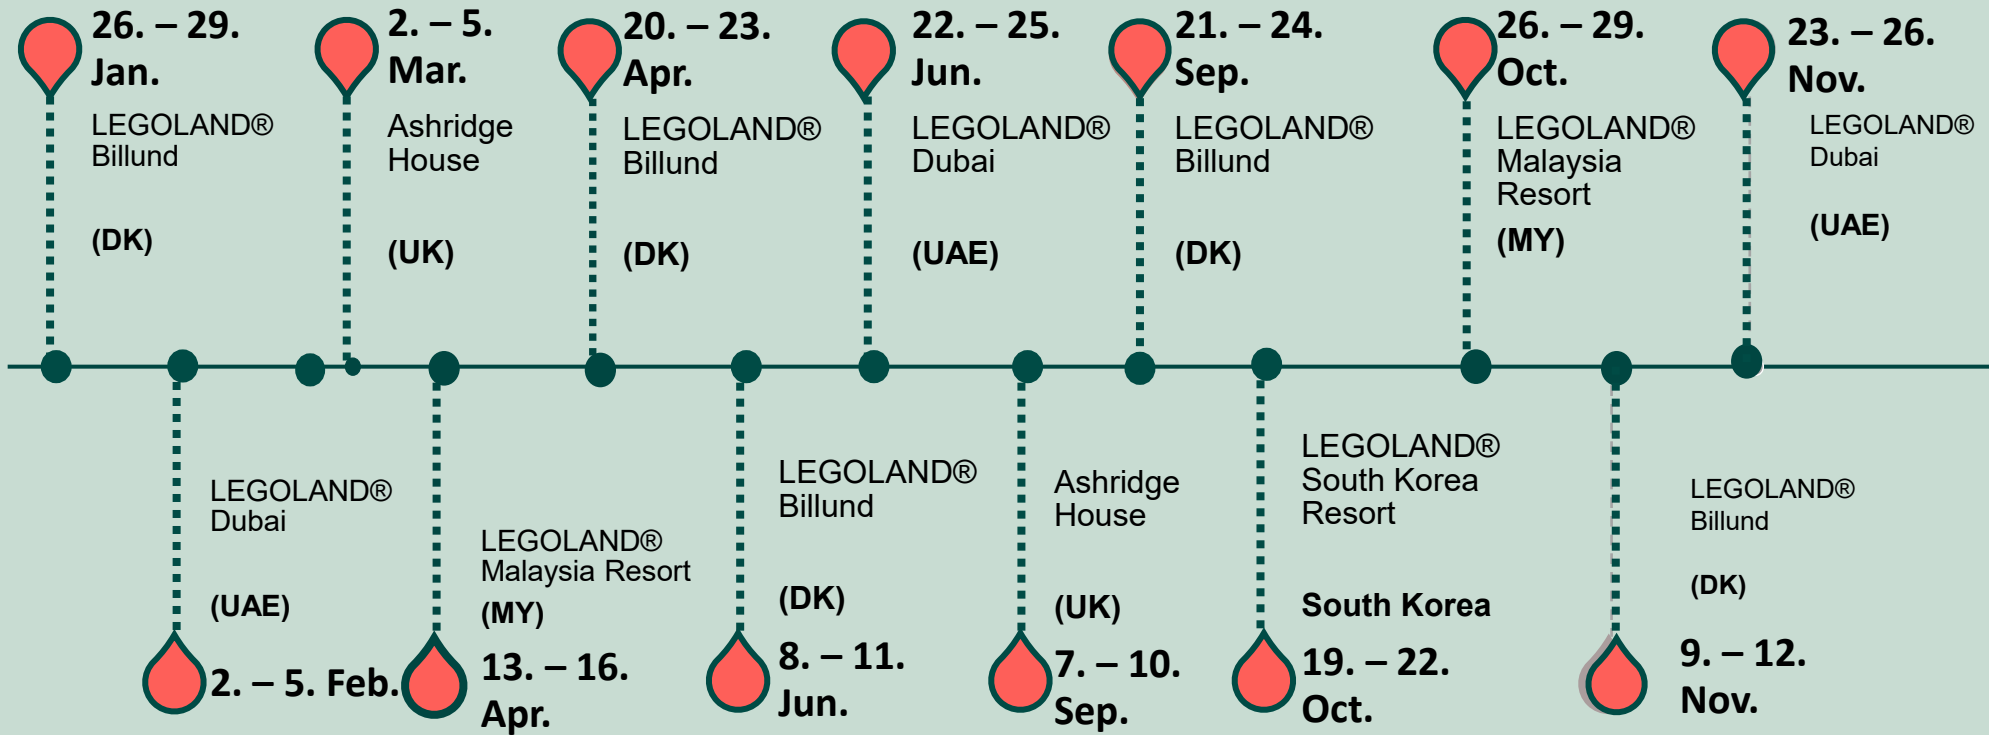 26. – 29.
Jan.
LEGOLAND®
Billund
(DK)
2. – 5.
Mar.
Ashridge
House
(UK)
20. – 23.
Apr.
LEGOLAND®
Billund
(DK)
22. – 25.
Jun.
LEGOLAND®
Dubai
(UAE)
21. – 24.
Sep.
LEGOLAND®
Billund
(DK)
26. – 29.
Oct.
LEGOLAND®
Malaysia
Resort
(MY)
23. – 26.
Nov.
LEGOLAND®
Dubai
(UAE)
LEGOLAND®
Dubai
(UAE)
2. – 5. Feb.
LEGOLAND®
Malaysia Resort
(MY)
13. – 16.
Apr.
LEGOLAND®
Billund
(DK)
8. – 11.
Jun.
Ashridge
House
(UK)
7. – 10.
Sep.
LEGOLAND®
South Korea
Resort
South Korea
19. – 22.
Oct.
LEGOLAND®
Billund
(DK)
9. – 12.
Nov.